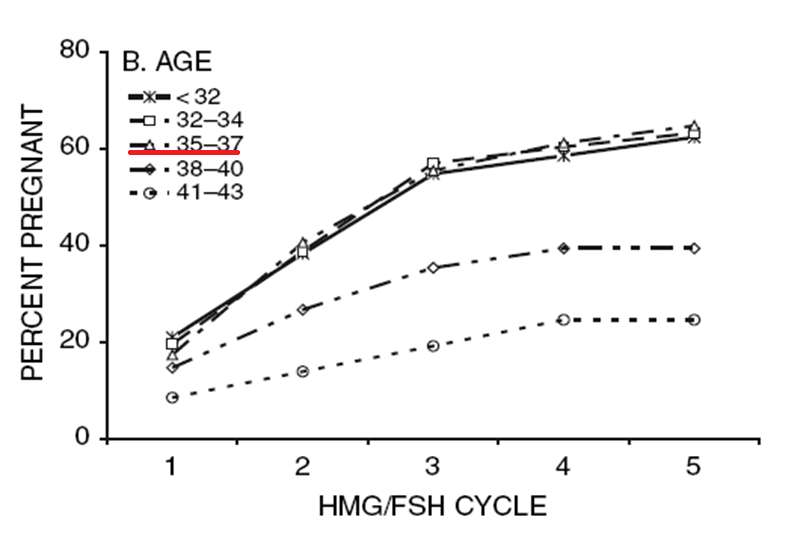 80
B. AGE
< 32
32–34
35–37
38–40
41–43
60
40
20
0
PERCENT PREGNANT
1 2 3 4 5
HMG/FSH CYCLE